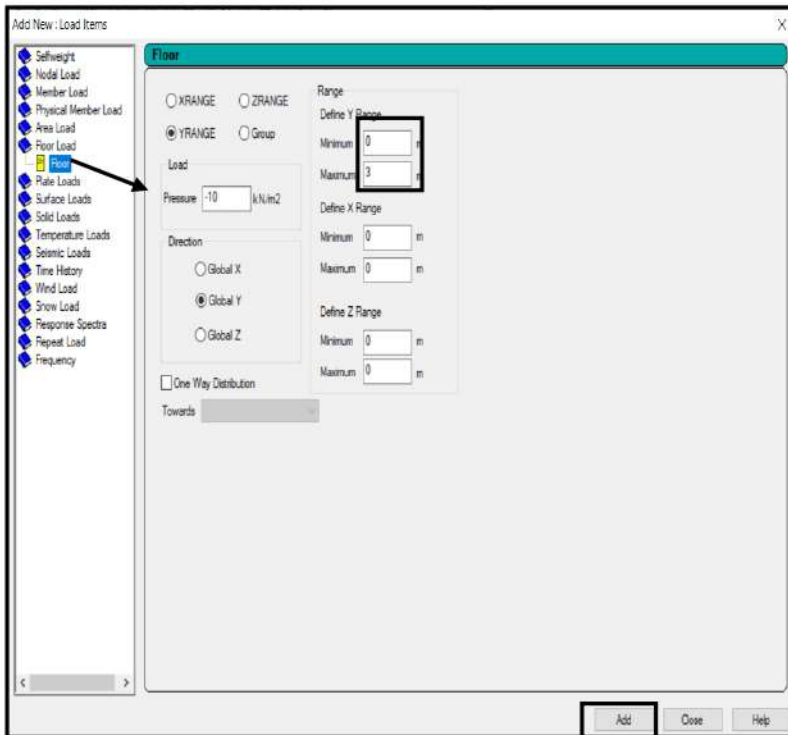 Add New : Load Items
X
Selfweight
Nodal Load
Member Load
Physical Member Load
Area Load
Floor Load
Floor
Plate Loads
Surface Loads
Solid Loads
Temperature Loads
Seismic Loads
Time History
Wind Load
Snow Load
Response Spectra
Repeat Load
Frequency
Floor
XRANGE ZRANGE
YRANGE Group
Load
Pressure -10 kN/m2
Direction
Global X
Global Y
Global Z
One Way Distribution
Towards
Range
Define Y Range
Minimum 0 m
Maximum 3 m
Define X Range
Minimum 0 m
Maximum 0 m
Define Z Range
Minimum 0 m
Maximum 0 m
Add Close Help